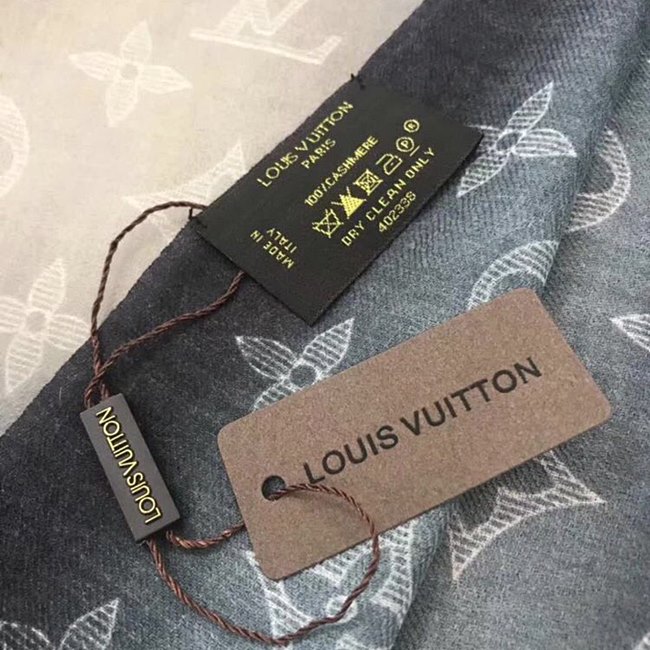 LOUIS VUITTON
PARIS
100%CASHMERE
DRY CLEAN ONLY
402338
MADE IN
ITALY
LOUIS VUITTON
LOUIS VUITTON